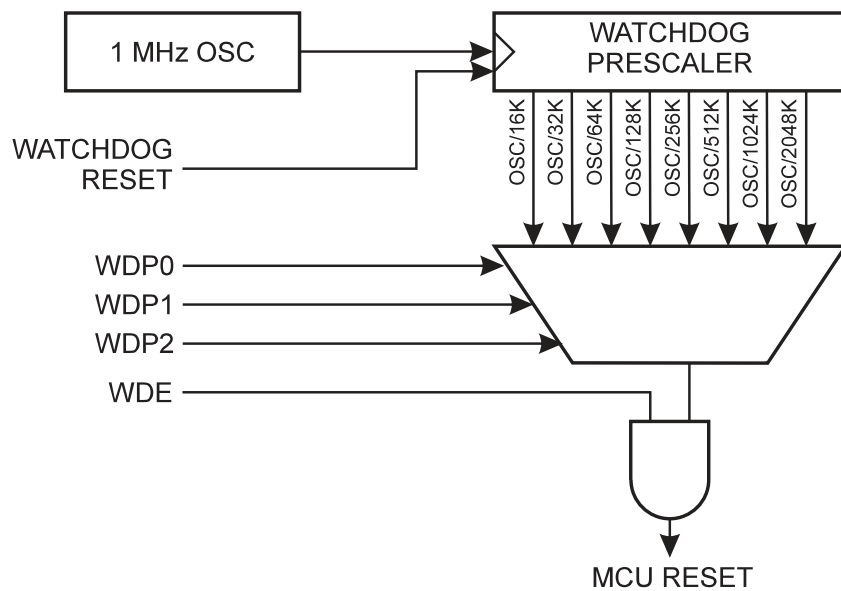 1 MHz OSC
WATCHDOG
PRESCALER
OSC/16K
OSC/32K
OSC/64K
OSC/128K
OSC/256K
OSC/512K
OSC/1024K
OSC/2048K
WATCHDOG
RESET
WDP0
WDP1
WDP2
WDE
MCU RESET